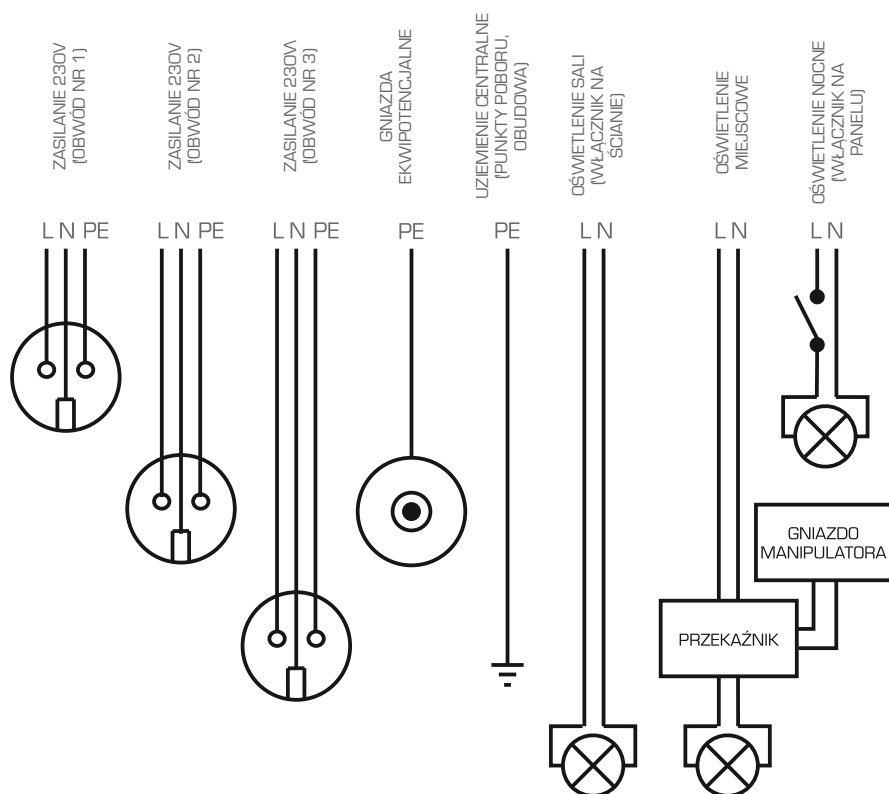 ZASILANIE 230V
(OBWÓD NR 1)
ZASILANIE 230V
(OBWÓD NR 2)
ZASILANIE 230V
(OBWÓD NR 3)
GNIAZDA
EKWIPOTENCJALNE
UZIEMIENIE CENTRALNE
(PUNKTY POBORU,
OBUDOWA)
OŚWIETLENIE SALI
(WŁĄCZNIK NA
ŚCIANIE)
OŚWIETLENIE
MIEJSCOWE
OŚWIETLENIE NOCNE
(WŁĄCZNIK NA
PANELU)
L N PE
L N PE
L N PE
PE
PE
L N
L N
L N
GNIAZDO
MANIPULATORA
PRZEKAŹNIK